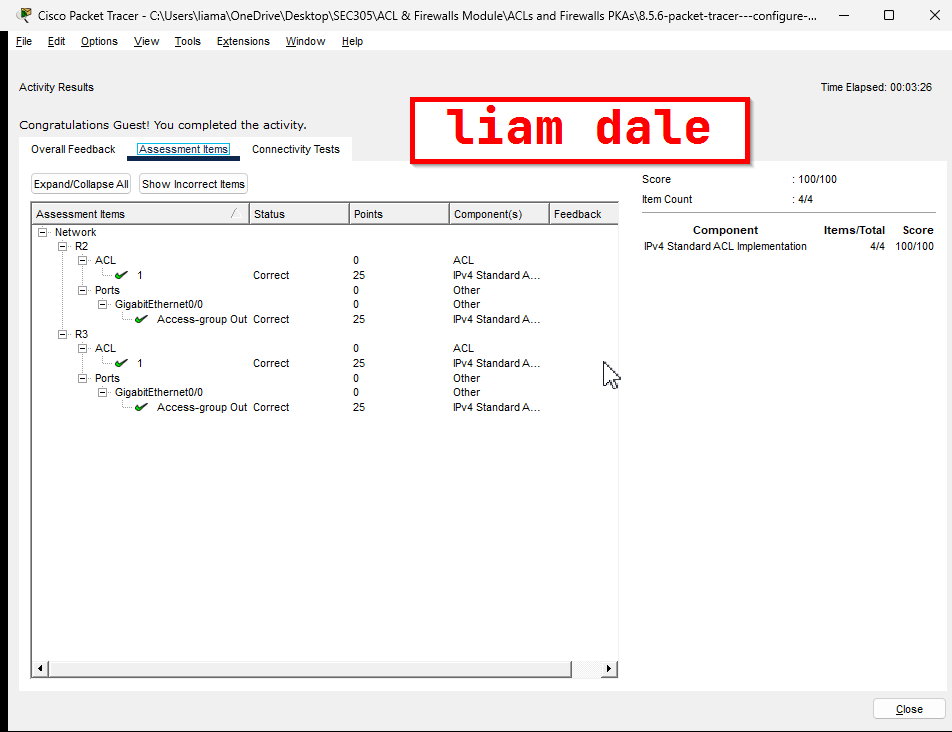 Cisco Packet Tracer - C:\Users\liama\OneDrive\Desktop\SEC305\ACL & Firewalls Module\ACLs and Firewalls PKAs\8.5.6-packet-tracer---configure-...
File Edit Options View Tools Extensions Window Help
Activity Results Time Elapsed: 00:03:26
liam dale
Congratulations Guest! You completed the activity.
Overall Feedback Assessment Items Connectivity Tests
Expand/Collapse All Show Incorrect Items
Score : 100/100
Item Count : 4/4
Component Items/Total Score
IPv4 Standard ACL Implementation 4/4 100/100
Assessment Items Status Points Component(s) Feedback
Network
R2
ACL 0 ACL
1 Correct 25 IPv4 Standard A...
Ports 0 Other
GigabitEthernet0/0 0 Other
Access-group Out Correct 25 IPv4 Standard A...
R3
ACL 0 ACL
1 Correct 25 IPv4 Standard A...
Ports 0 Other
GigabitEthernet0/0 0 Other
Access-group Out Correct 25 IPv4 Standard A...
Close